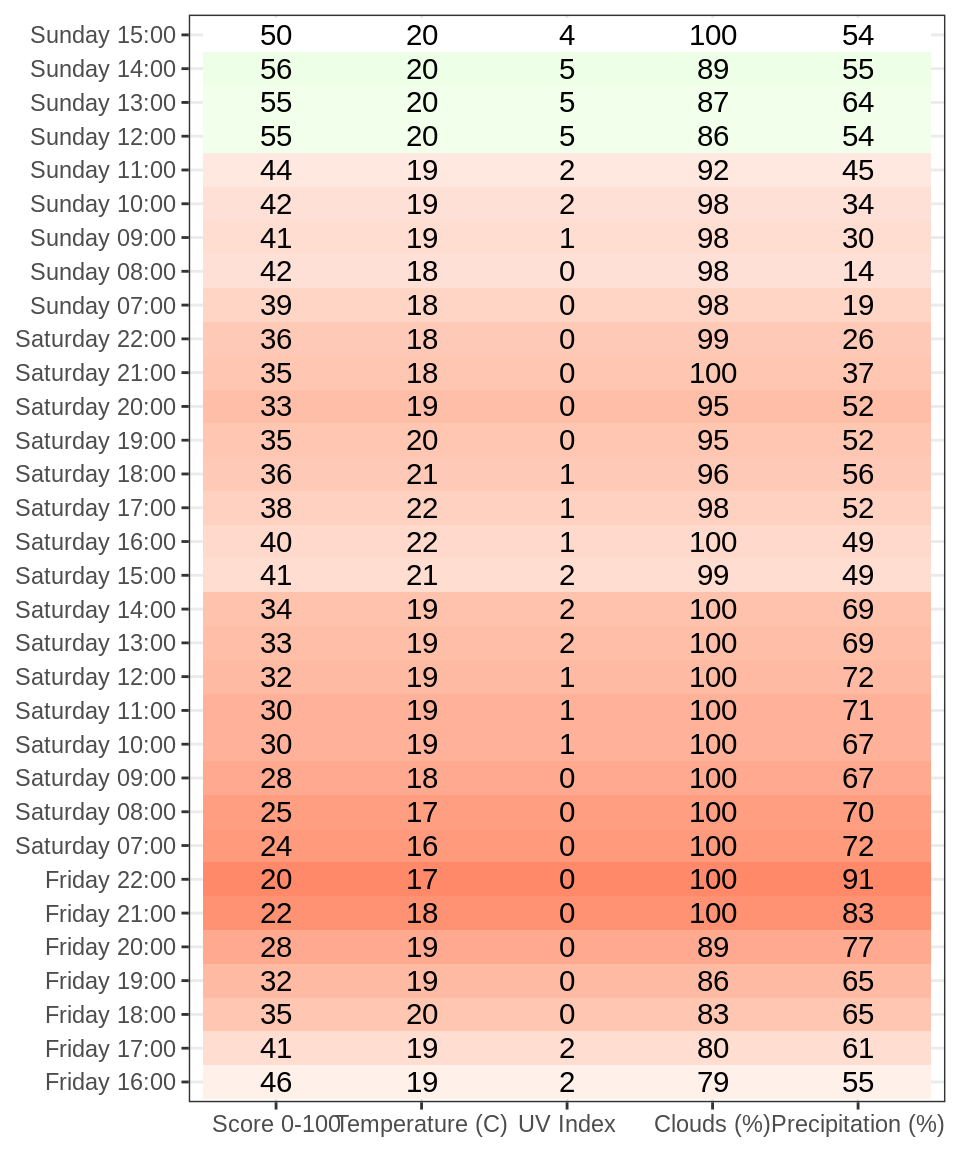 Sunday 15:00 50 20 4 100 54
Sunday 14:00 56 20 5 89 55
Sunday 13:00 55 20 5 87 64
Sunday 12:00 55 20 5 86 54
Sunday 11:00 44 19 2 92 45
Sunday 10:00 42 19 2 98 34
Sunday 09:00 41 19 1 98 30
Sunday 08:00 42 18 0 98 14
Sunday 07:00 39 18 0 98 19
Saturday 22:00 36 18 0 99 26
Saturday 21:00 35 18 0 100 37
Saturday 20:00 33 19 0 95 52
Saturday 19:00 35 20 0 95 52
Saturday 18:00 36 21 1 96 56
Saturday 17:00 38 22 1 98 52
Saturday 16:00 40 22 1 100 49
Saturday 15:00 41 21 2 99 49
Saturday 14:00 34 19 2 100 69
Saturday 13:00 33 19 2 100 69
Saturday 12:00 32 19 1 100 72
Saturday 11:00 30 19 1 100 71
Saturday 10:00 30 19 1 100 67
Saturday 09:00 28 18 0 100 67
Saturday 08:00 25 17 0 100 70
Saturday 07:00 24 16 0 100 72
Friday 22:00 20 17 0 100 91
Friday 21:00 22 18 0 100 83
Friday 20:00 28 19 0 89 77
Friday 19:00 32 19 0 86 65
Friday 18:00 35 20 0 83 65
Friday 17:00 41 19 2 80 61
Friday 16:00 46 19 2 79 55
Score 0-100 Temperature (C) UV Index Clouds (%) Precipitation (%)